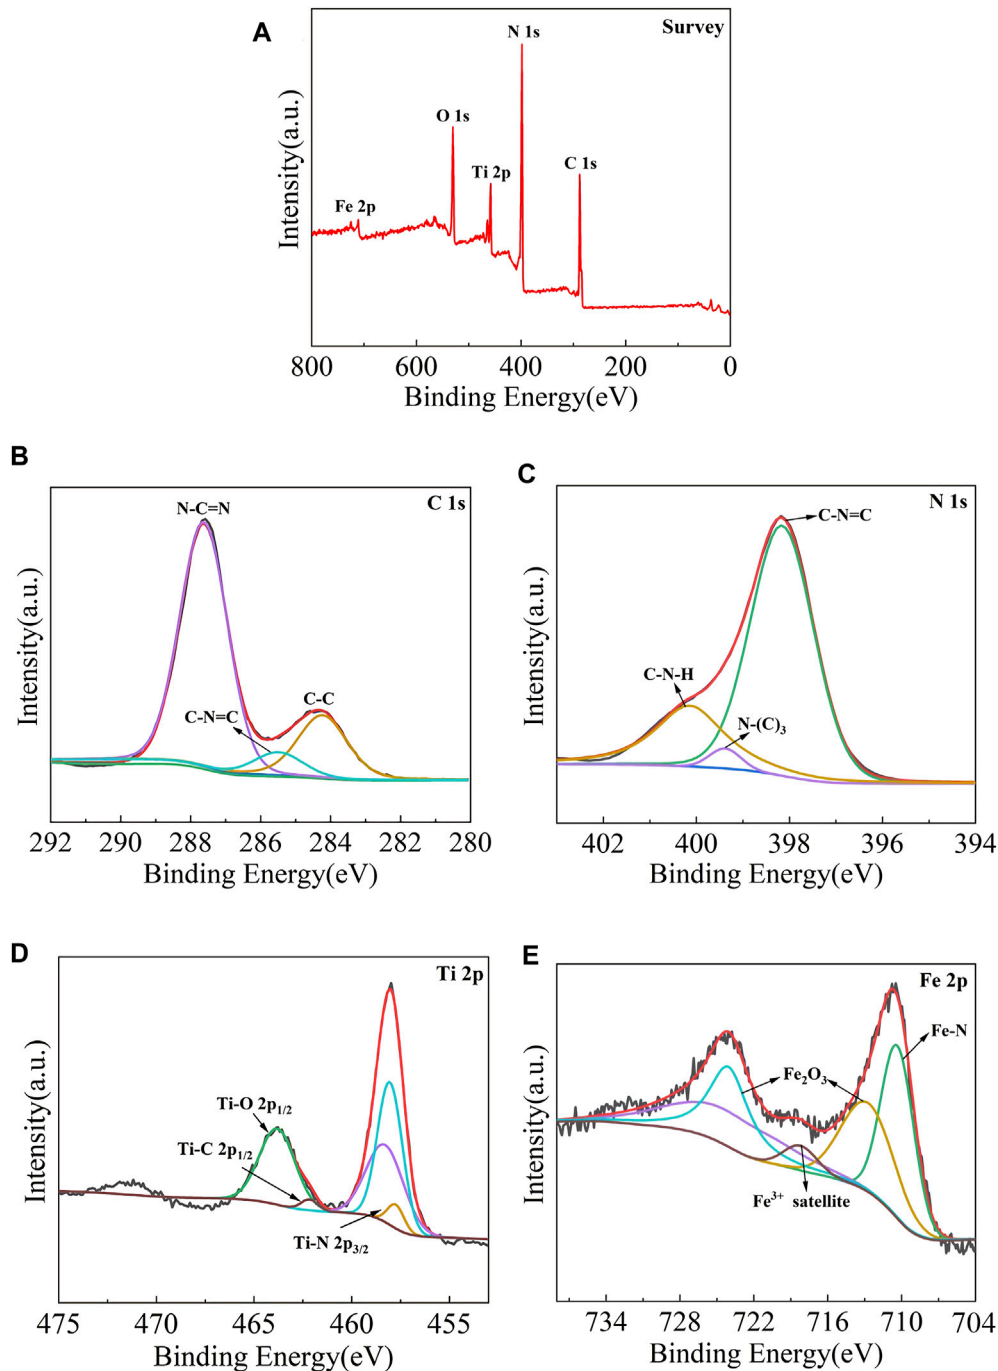 A
Survey
N 1s
O 1s
Ti 2p
C 1s
Fe 2p
Intensity(a.u.)
800 600 400 200 0
Binding Energy(eV)
B
C 1s
N-C=N
C-N=C
C-C
Intensity(a.u.)
292 290 288 286 284 282 280
Binding Energy(eV)
C
N 1s
C-N=C
C-N-H
N-(C)₃
Intensity(a.u.)
402 400 398 396 394
Binding Energy(eV)
D
Ti 2p
Ti-O 2p₁/₂
Ti-C 2p₁/₂
Ti-N 2p₃/₂
Intensity(a.u.)
475 470 465 460 455
Binding Energy(eV)
E
Fe 2p
Fe-N
Fe₂O₃
Fe³⁺ satellite
Intensity(a.u.)
734 728 722 716 710 704
Binding Energy(eV)